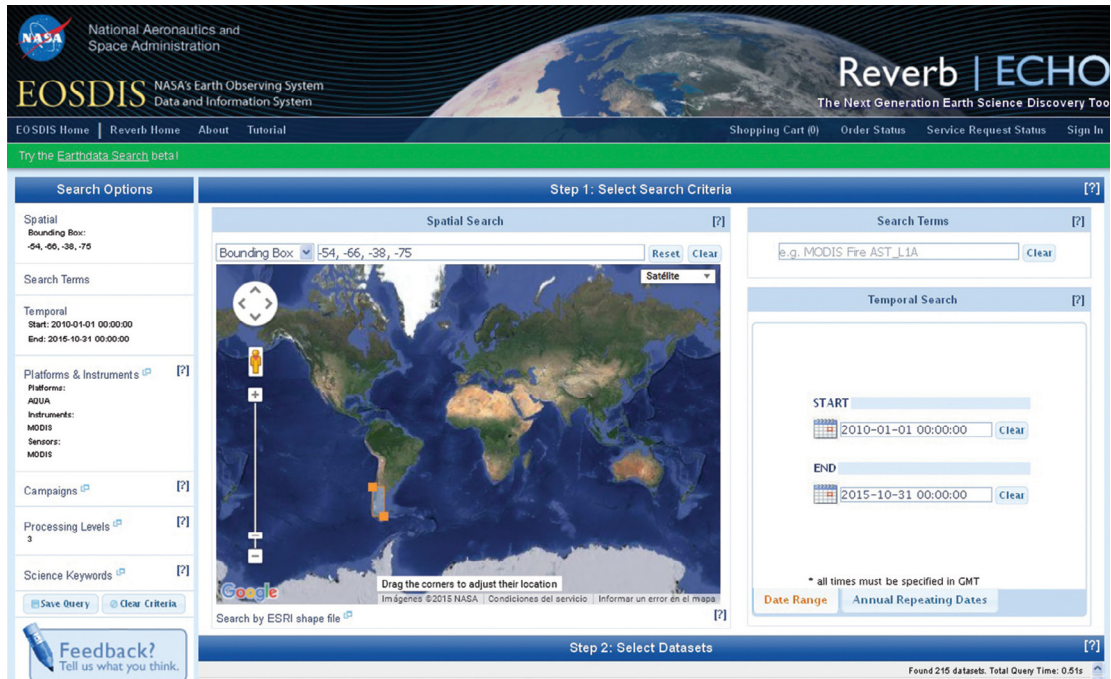 NASA
National Aeronautics and
Space Administration
EOSDIS
NASA's Earth Observing System
Data and Information System
Reverb | ECHO
The Next Generation Earth Science Discovery Too
EOSDIS Home | Reverb Home About Tutorial
Shopping Cart (0) Order Status Service Request Status Sign In
Try the Earthdata Search beta!
Search Options
Spatial
Bounding Box:
-54, -66, -38, -75
Search Terms
Temporal
Start: 2010-01-01 00:00:00
End: 2015-10-31 00:00:00
Platforms & Instruments [?]
Platforms:
AQUA
Instruments:
MODIS
Sensors:
MODIS
Campaigns [?]
Processing Levels [?]
3
Science Keywords [?]
Save Query Clear Criteria
Feedback?
Tell us what you think.
Step 1: Select Search Criteria [?]
Spatial Search [?]
Bounding Box -54, -66, -38, -75 Reset Clear
Satélite
Drag the corners to adjust their location
Google
Imágenes ©2015 NASA Condiciones del servicio Informar un error en el mapa
Search by ESRI shape file [?]
Search Terms [?]
e.g. MODIS Fire AST_L1A Clear
Temporal Search [?]
START
2010-01-01 00:00:00 Clear
END
2015-10-31 00:00:00 Clear
* all times must be specified in GMT
Date Range Annual Repeating Dates
Step 2: Select Datasets [?]
Found 215 datasets. Total Query Time: 0.51s